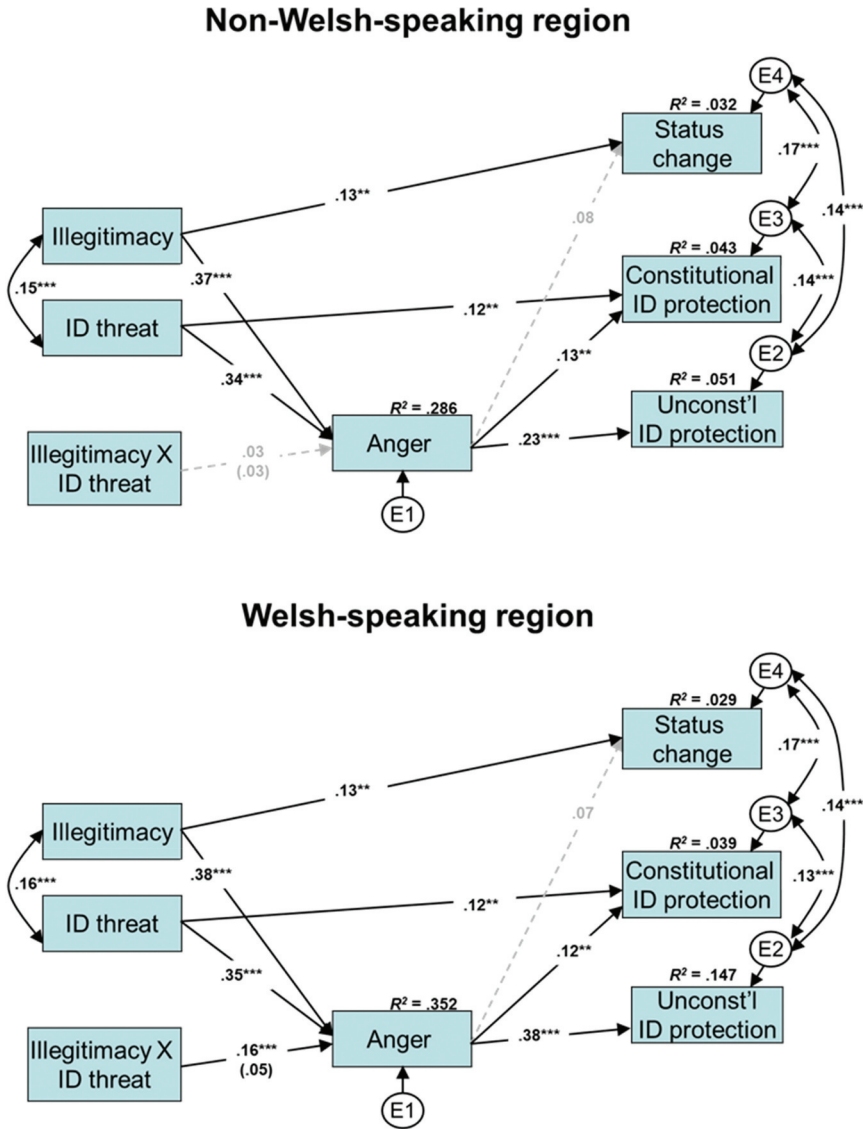 Non-Welsh-speaking region
E4
R² = .032
Status
change
.17***
.13**
.08
E3
.14***
R² = .043
Illegitimacy
Constitutional
ID protection
.37***
.15***
.14***
ID threat
.12**
E2
.13**
R² = .051
.34***
R² = .286
Unconst'l
ID protection
Anger
.23***
Illegitimacy X
ID threat
.03
(.03)
E1
Welsh-speaking region
E4
R² = .029
Status
change
.17***
.13**
.07
E3
.14***
R² = .039
Illegitimacy
Constitutional
ID protection
.38***
.16***
.13***
ID threat
.12**
E2
.12**
R² = .147
.35***
R² = .352
Unconst'l
ID protection
Anger
.38***
Illegitimacy X
ID threat
.16***
(.05)
E1